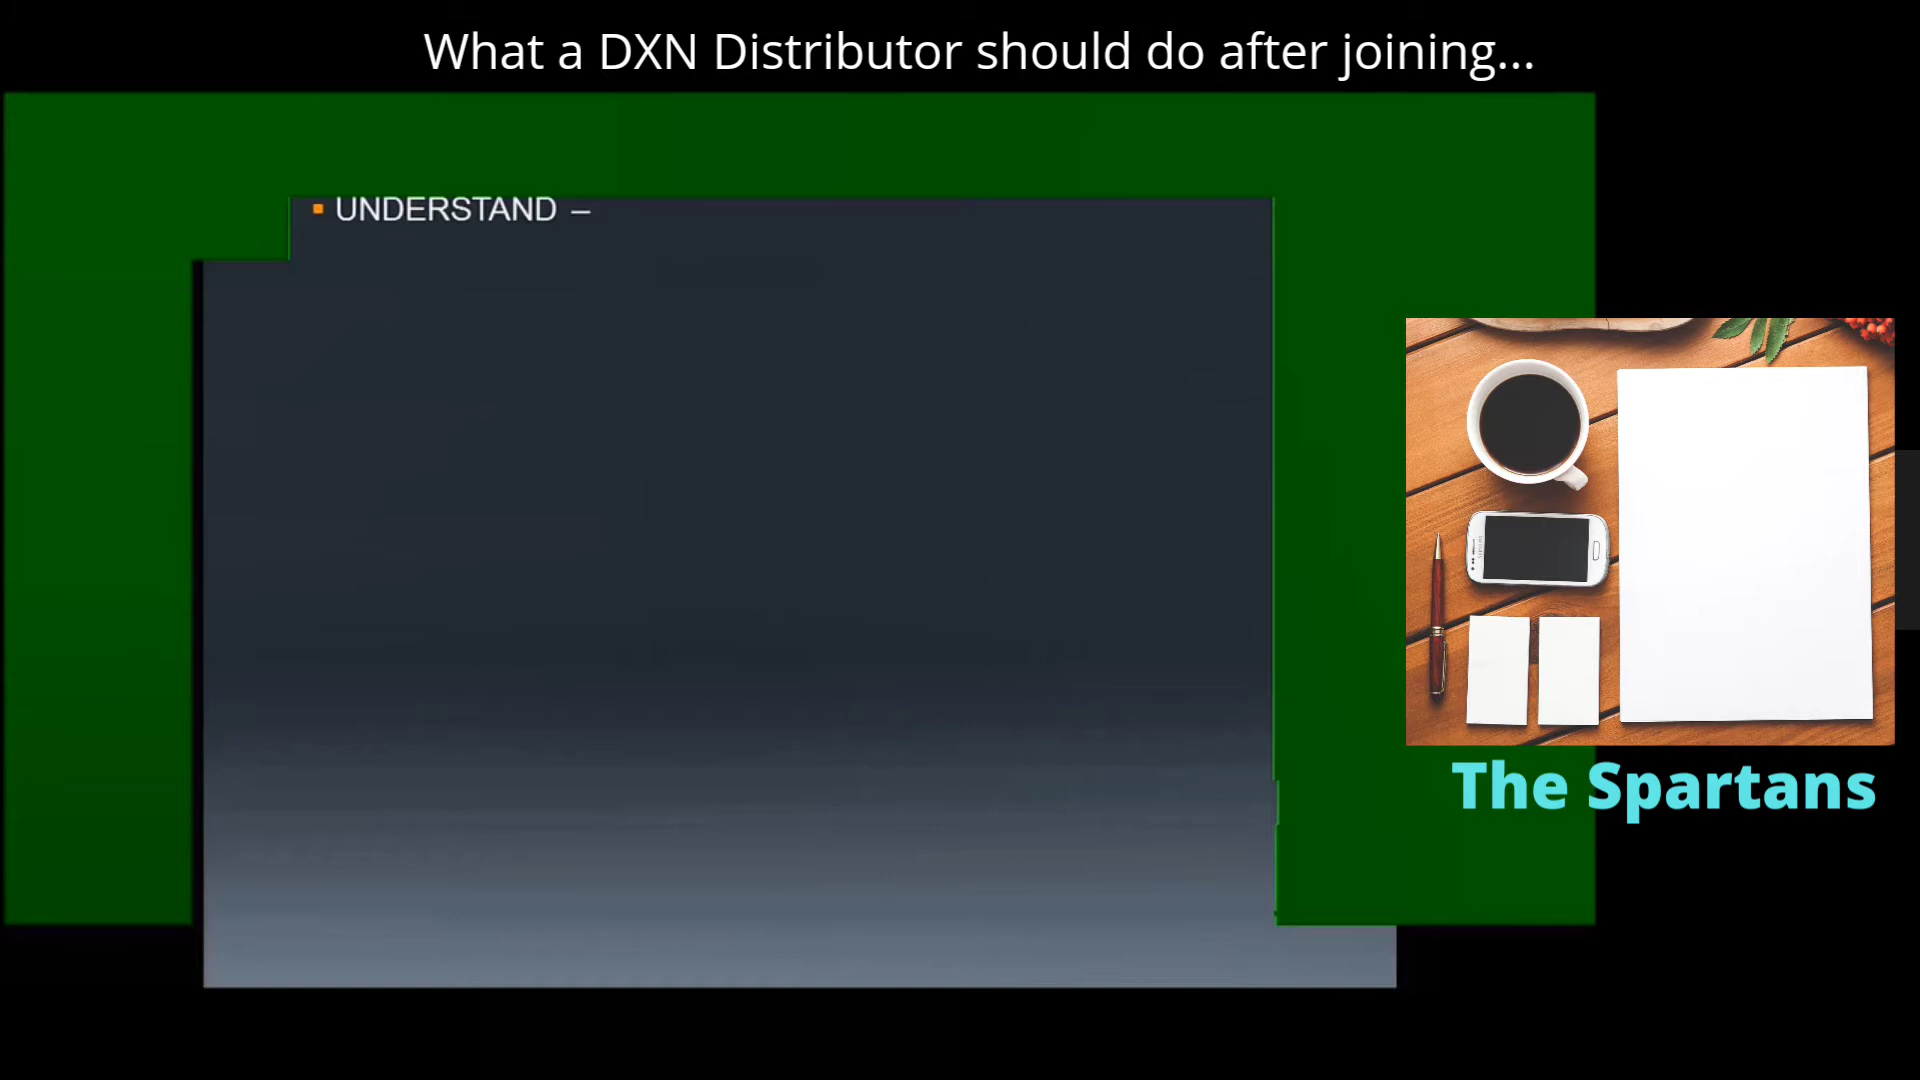 What a DXN Distributor should do after joining...
UNDERSTAND –
The Spartans